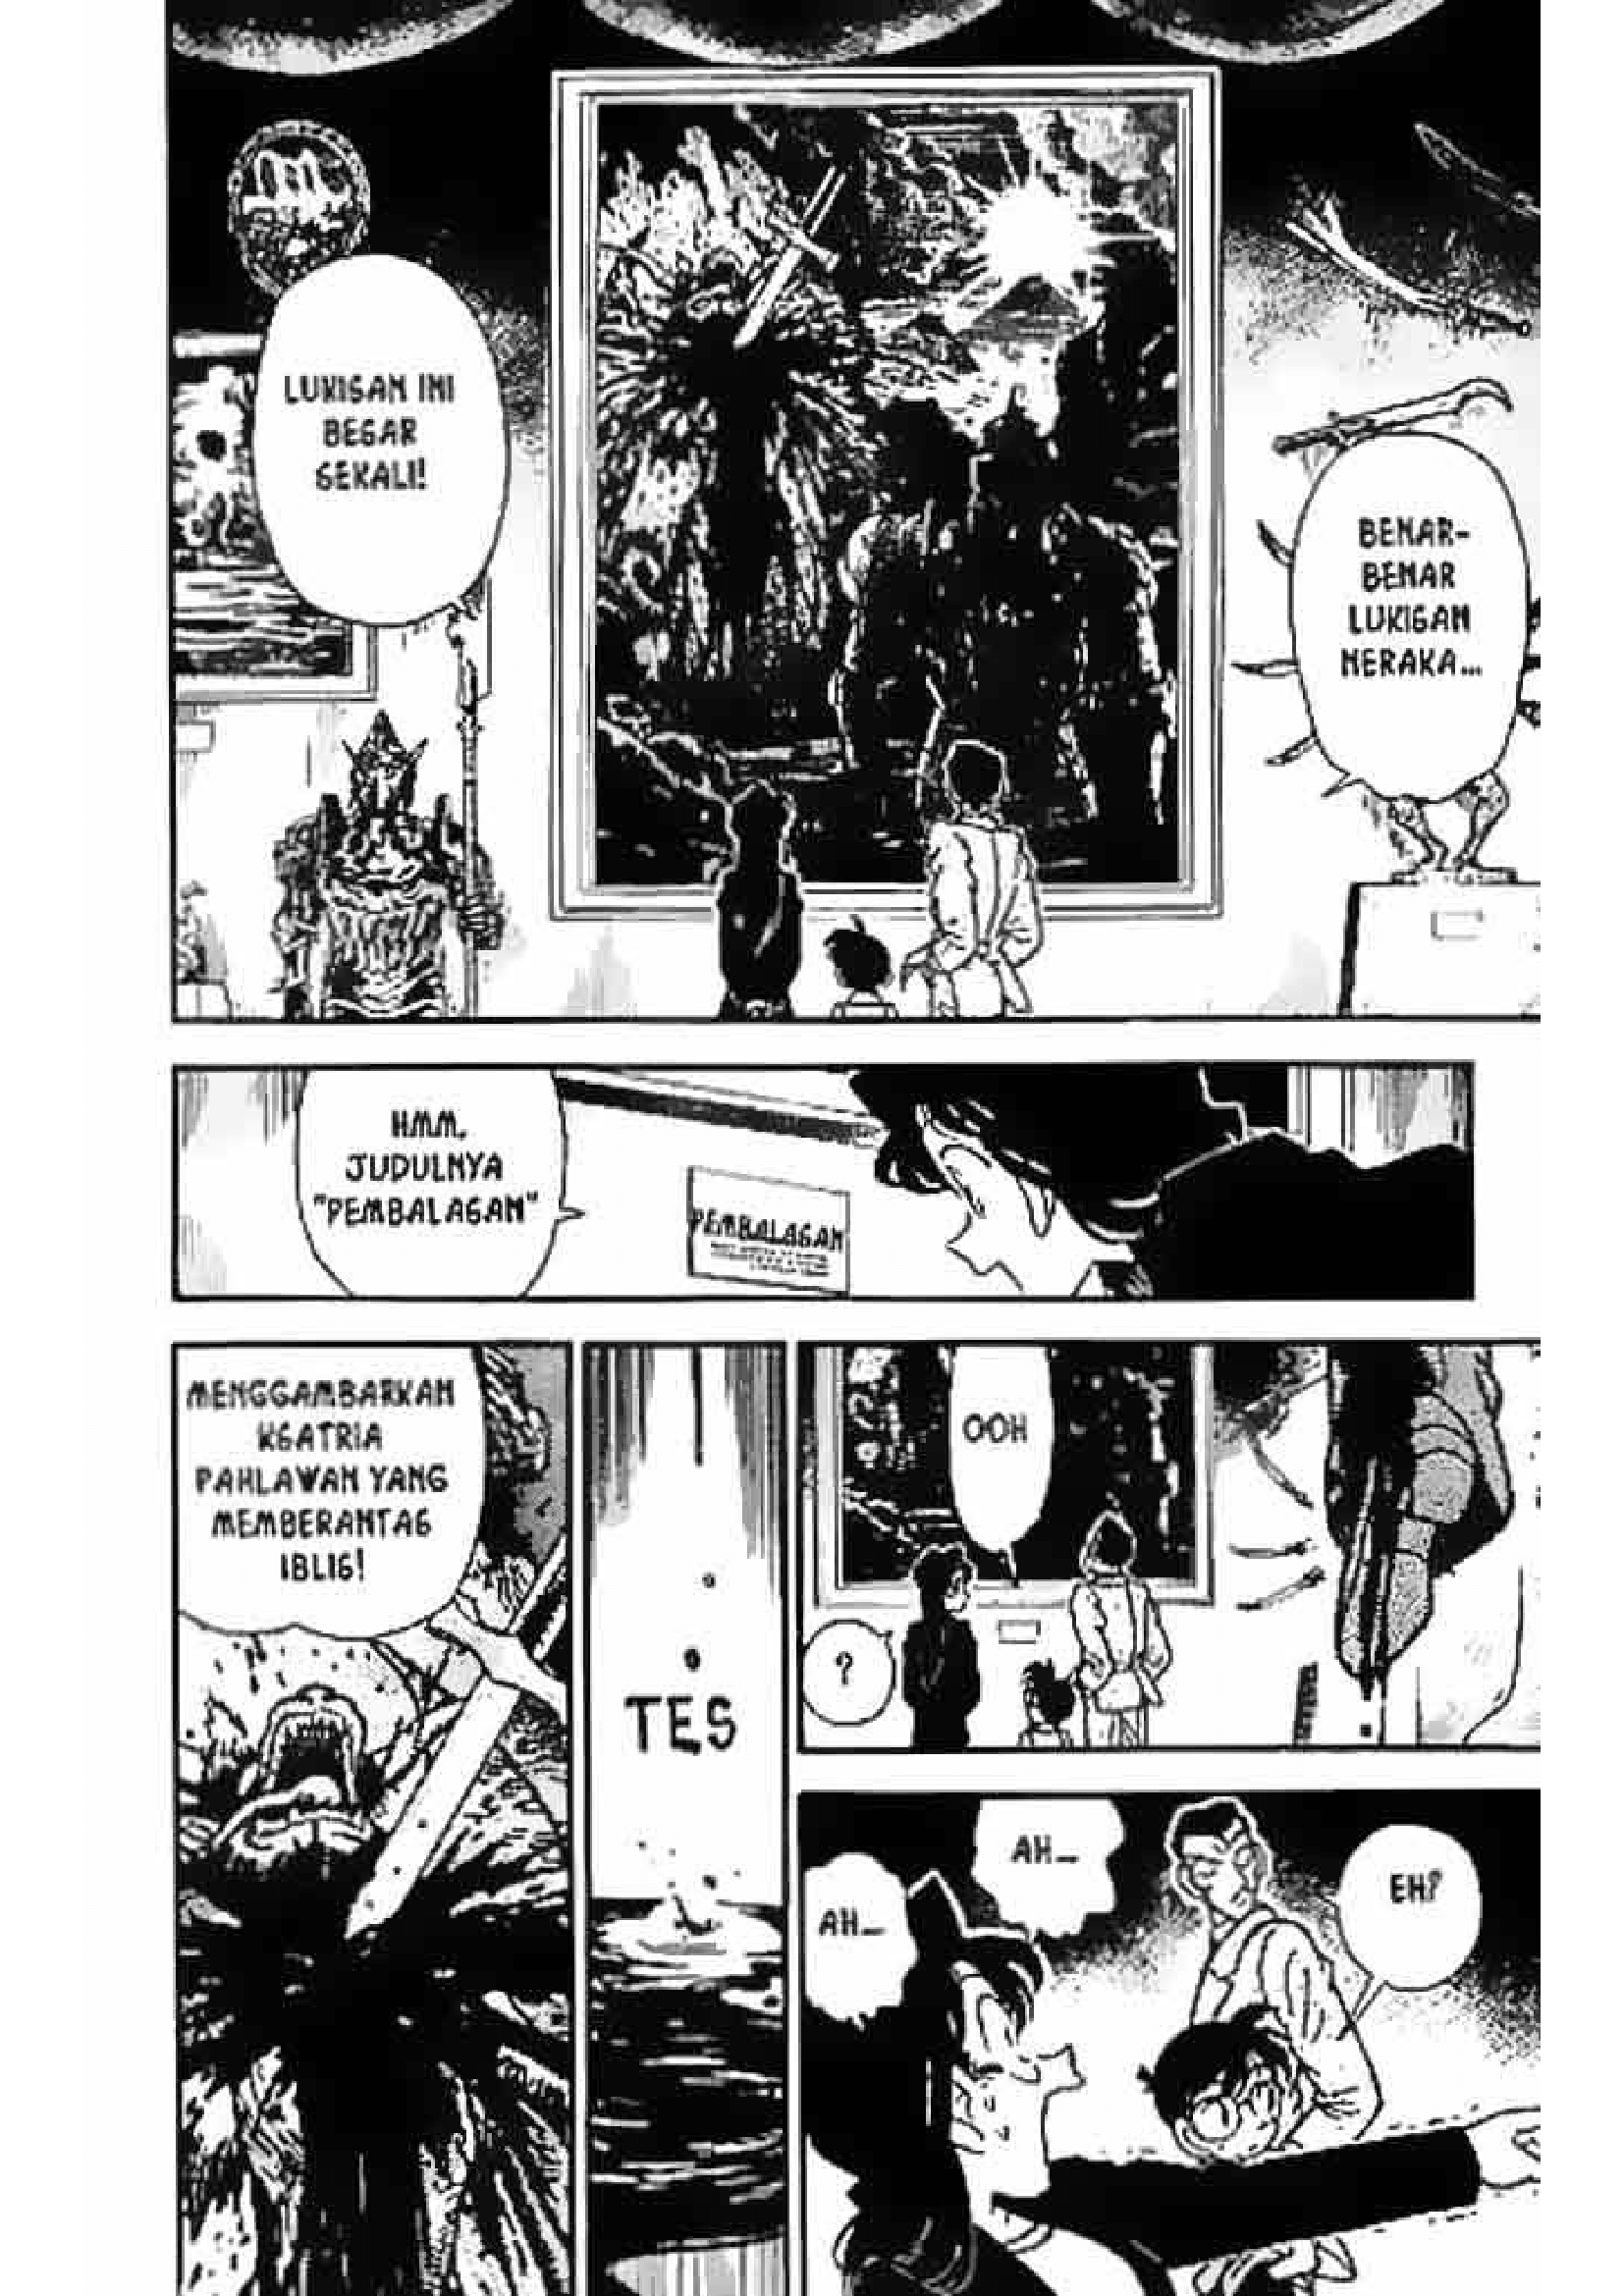 LUKISAN INI
BESAR
SEKALI!
BENAR-
BENAR
LUKISAN
NERAKA...
HMM,
JUDULNYA
"PEMBALASAN"
PEMBALASAN
MENGGAMBARKAN
KSATRIA
PAHLAWAN YANG
MEMBERANTAS
IBLIS!
TES
OOH
?
AH...
AH...
EH?